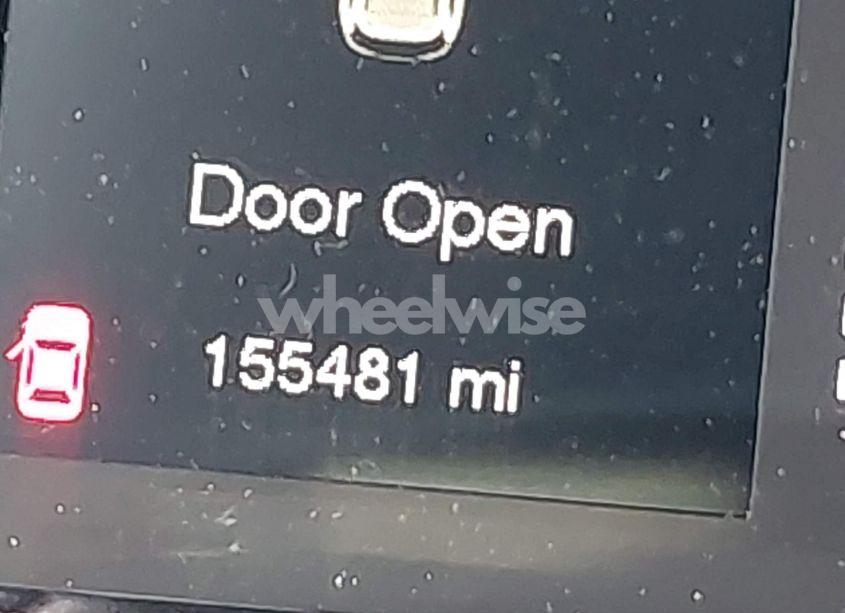 Door Open
wheelwise
155481 mi